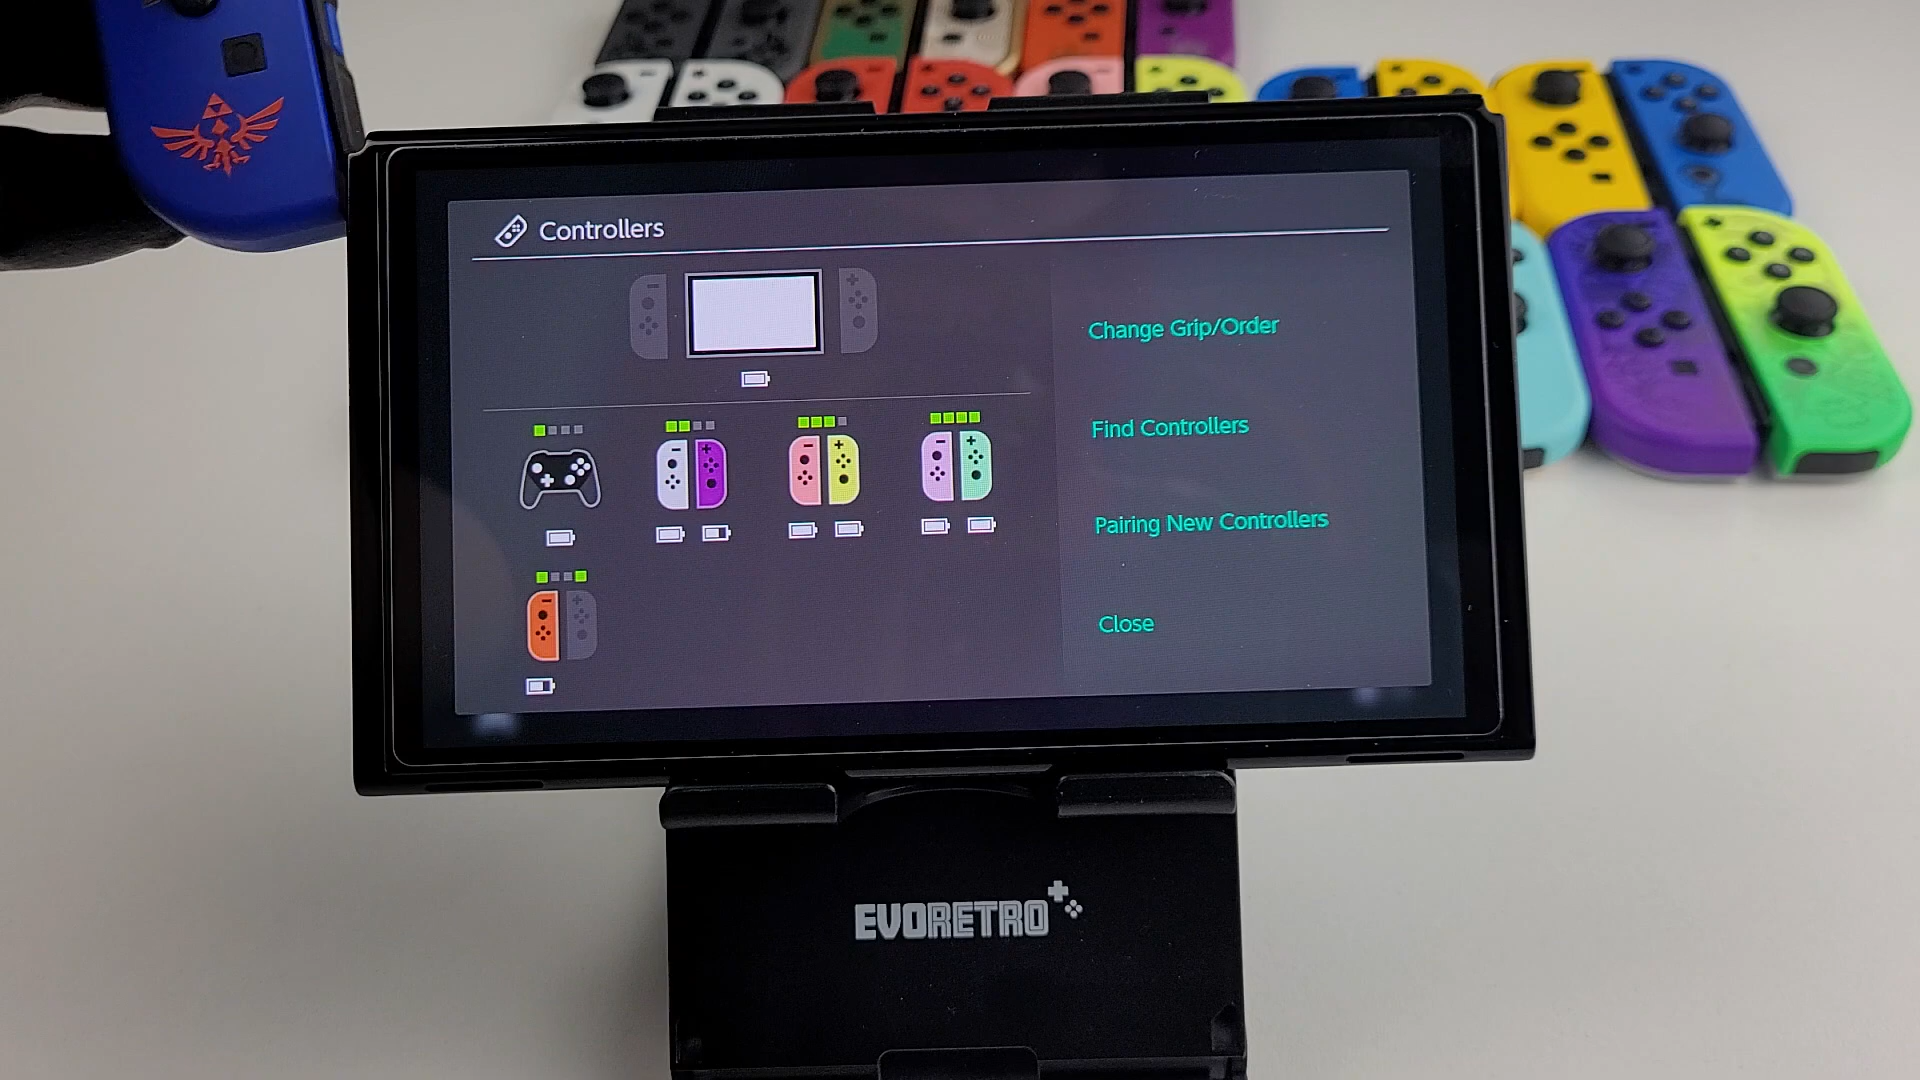 Controllers
Change Grip/Order
Find Controllers
Pairing New Controllers
Close
EVORETRO